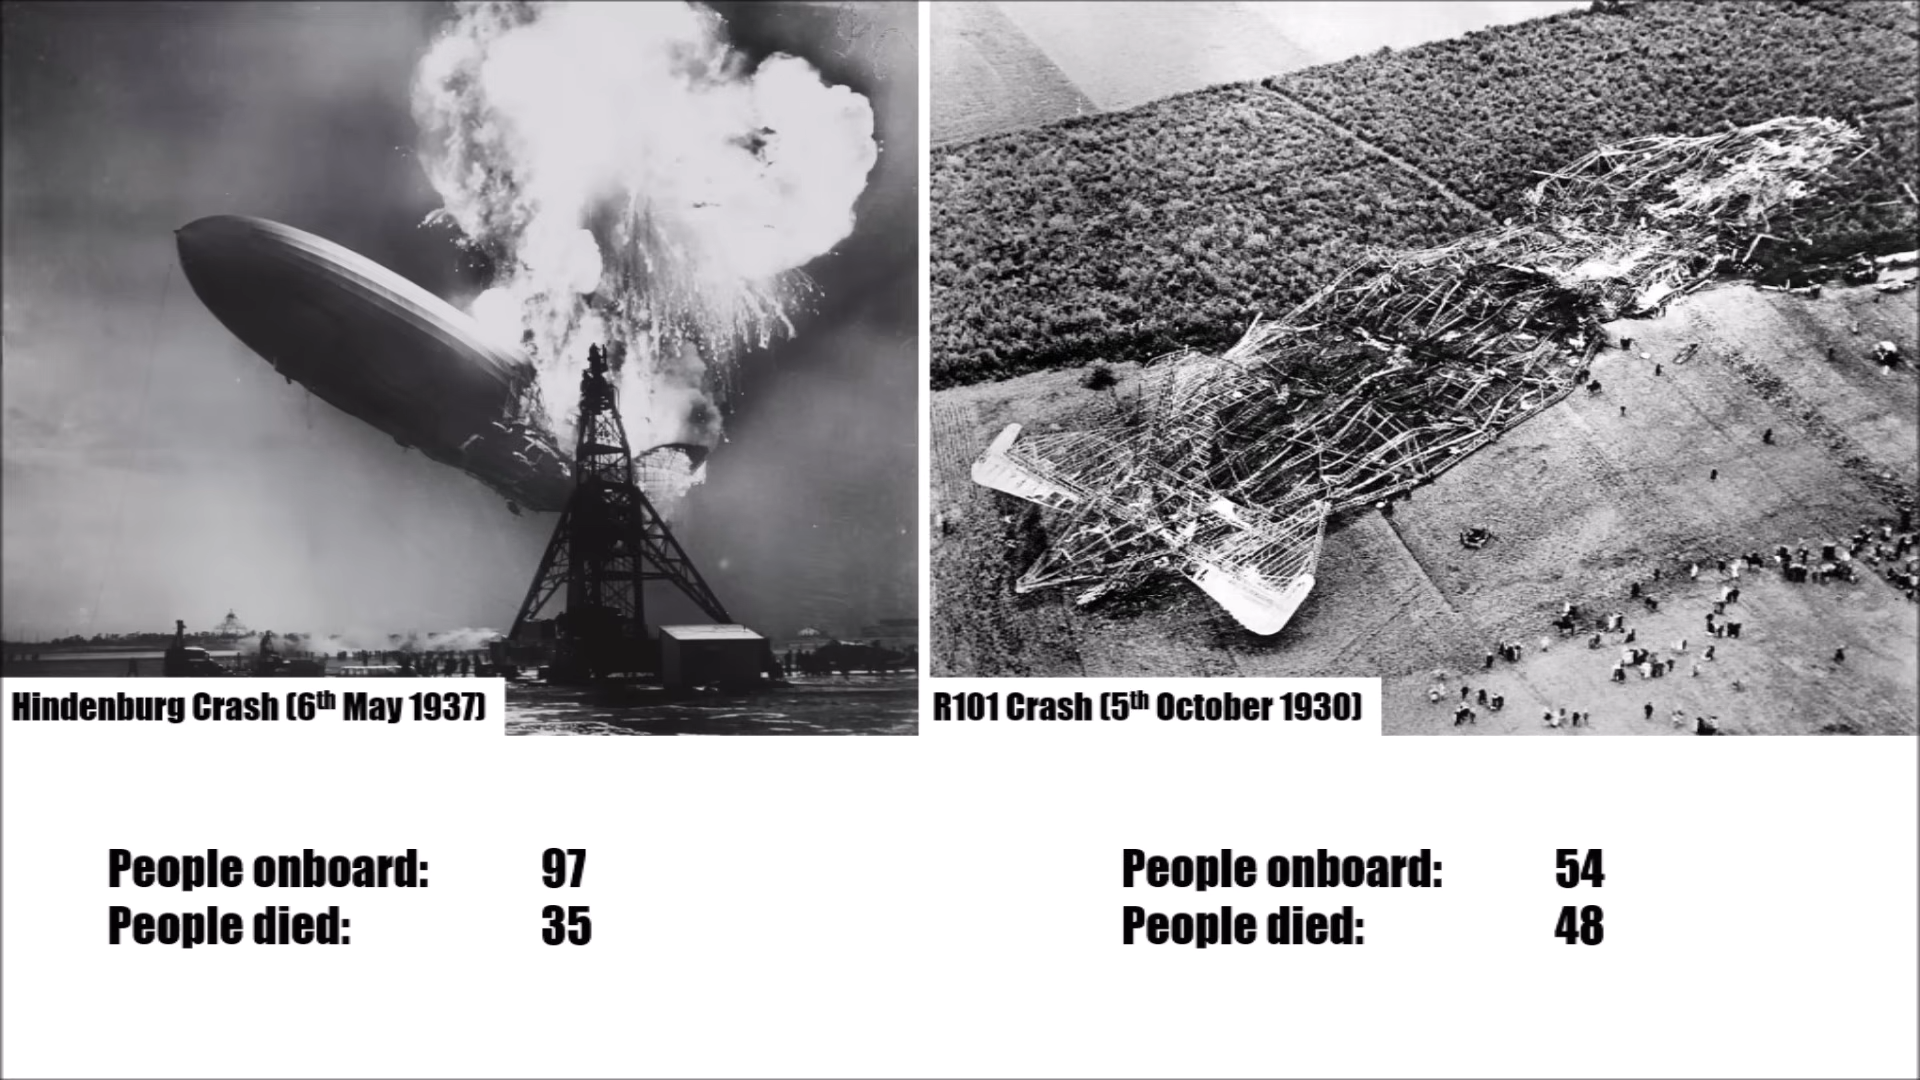 Hindenburg Crash (6th May 1937)
R101 Crash (5th October 1930)
People onboard: 97
People died: 35
People onboard: 54
People died: 48